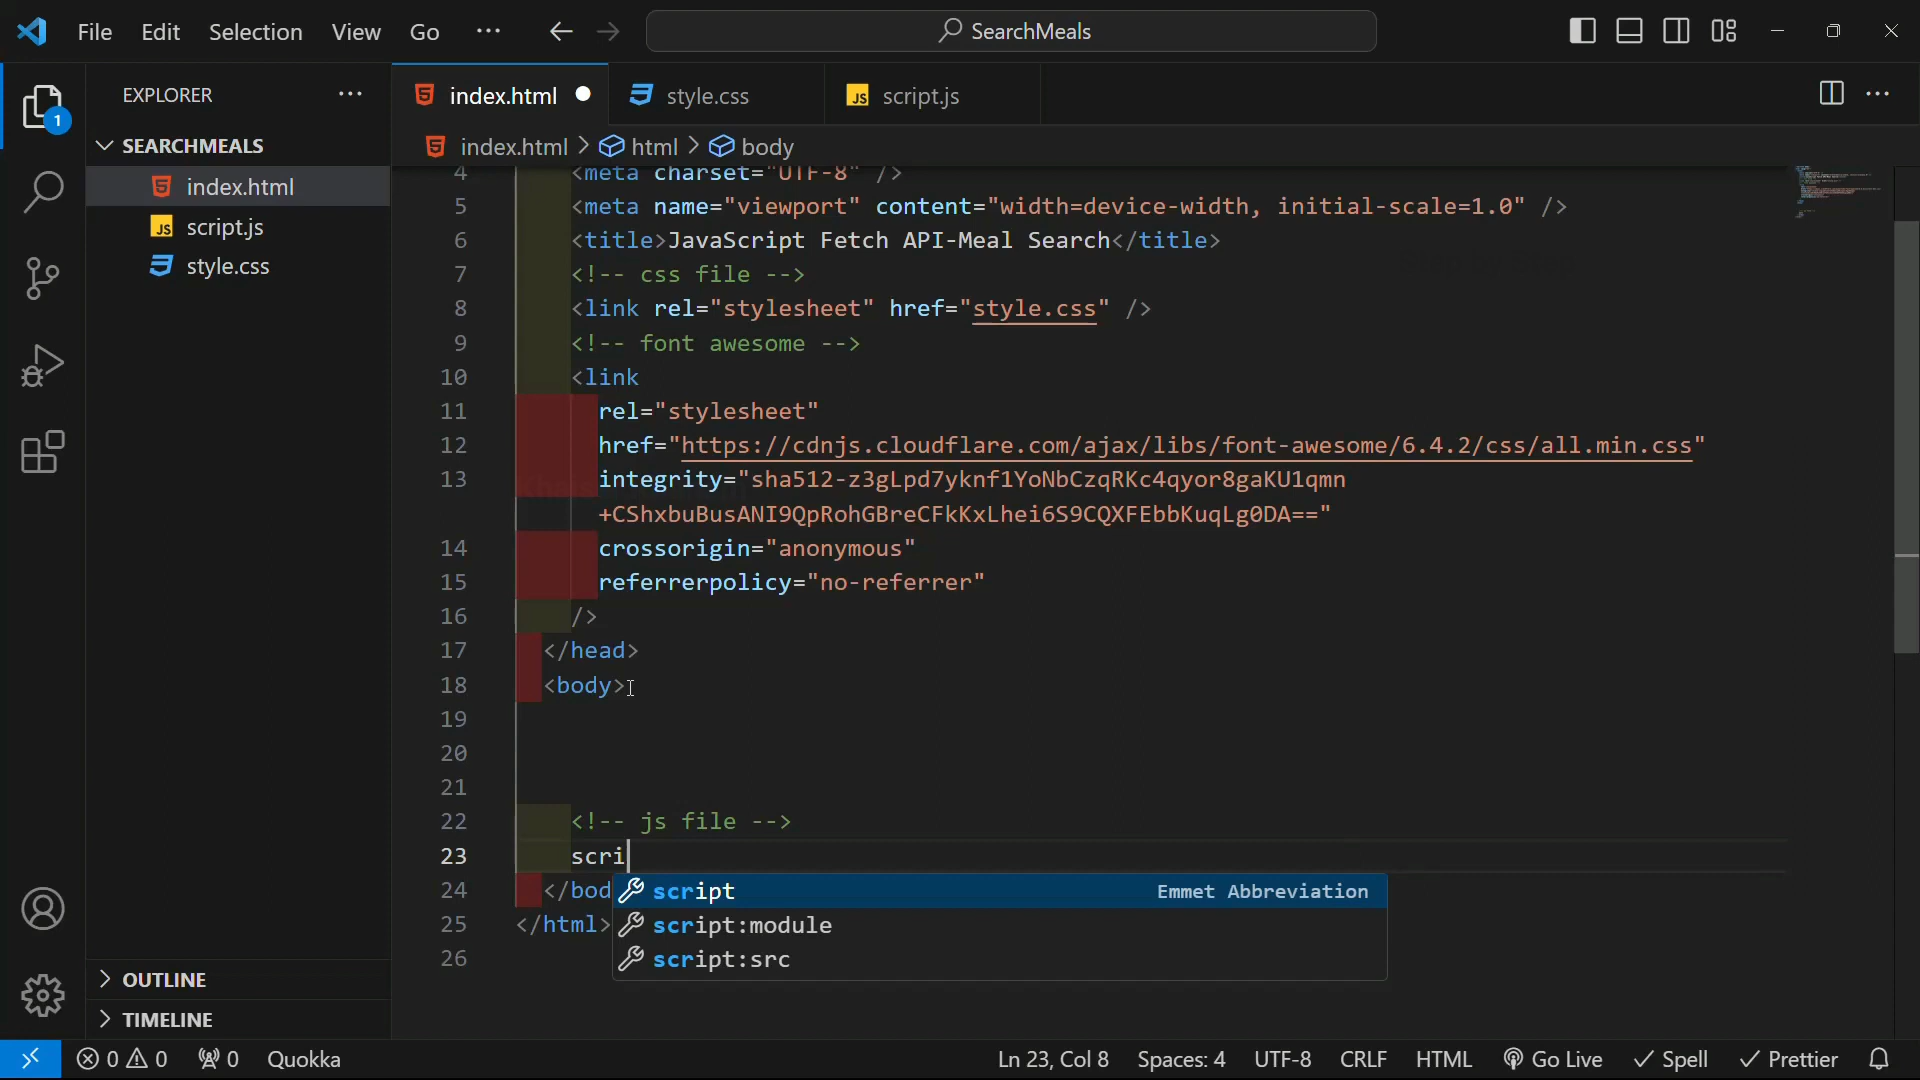 File Edit Selection View Go ··· SearchMeals
EXPLORER ···
1
SEARCHMEALS
index.html
script.js
style.css
OUTLINE
TIMELINE
index.html style.css JS script.js
index.html > html > body
4 <meta charset="UTF-8" />
5 <meta name="viewport" content="width=device-width, initial-scale=1.0" />
6 <title>JavaScript Fetch API-Meal Search</title>
7 <!-- css file -->
8 <link rel="stylesheet" href="style.css" />
9 <!-- font awesome -->
10 <link
11 rel="stylesheet"
12 href="https://cdnjs.cloudflare.com/ajax/libs/font-awesome/6.4.2/css/all.min.css"
13 integrity="sha512-z3gLpd7yknf1YoNbCzqRKc4qyor8gaKU1qmn
+CShxbuBusANI9QpRohGBreCFkKxLhei6S9CQXFEbbKuqLg0DA=="
14 crossorigin="anonymous"
15 referrerpolicy="no-referrer"
16 />
17 </head>
18 <body>
19
20
21
22 <!-- js file -->
23 scri
24 </bod
25 </html>
26
script Emmet Abbreviation
script:module
script:src
0 0 0 Quokka Ln 23, Col 8 Spaces: 4 UTF-8 CRLF HTML Go Live Spell Prettier